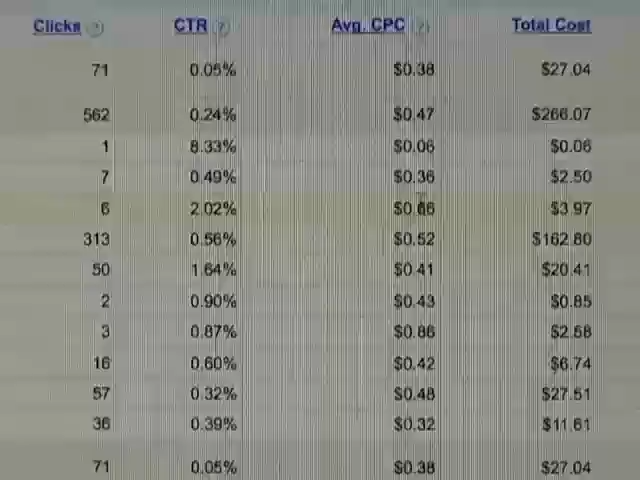 Clicks ? CTR ? Avg. CPC ? Total Cost
71 0.05% $0.38 $27.04
562 0.24% $0.47 $266.07
1 8.33% $0.06 $0.06
7 0.49% $0.36 $2.50
6 2.02% $0.66 $3.97
313 0.56% $0.52 $162.80
50 1.64% $0.41 $20.41
2 0.90% $0.43 $0.85
3 0.87% $0.86 $2.58
16 0.60% $0.42 $6.74
57 0.32% $0.48 $27.51
36 0.39% $0.32 $11.61
71 0.05% $0.38 $27.04